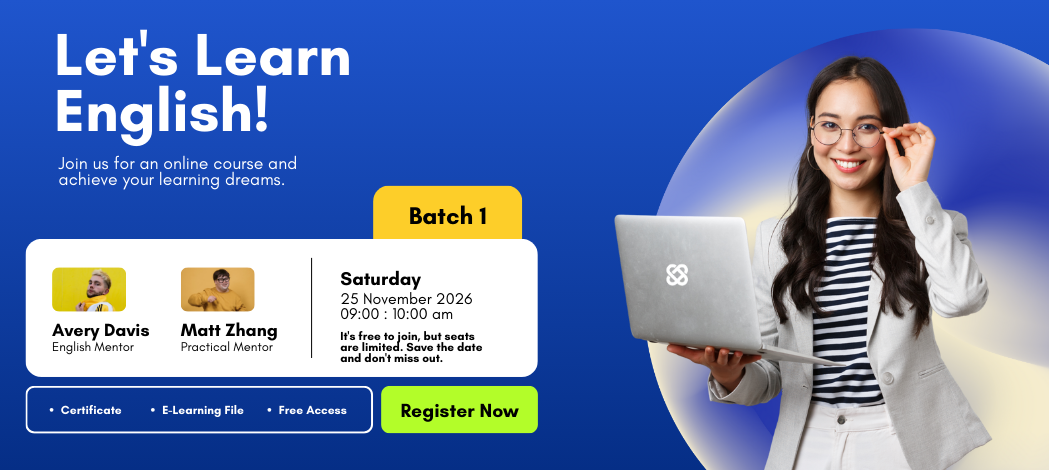 Let's Learn
English!
Join us for an online course and
achieve your learning dreams.
Batch 1
Avery Davis
English Mentor
Matt Zhang
Practical Mentor
Saturday
25 November 2026
09:00 : 10:00 am
It's free to join, but seats
are limited. Save the date
and don't miss out.
• Certificate
• E-Learning File
• Free Access
Register Now